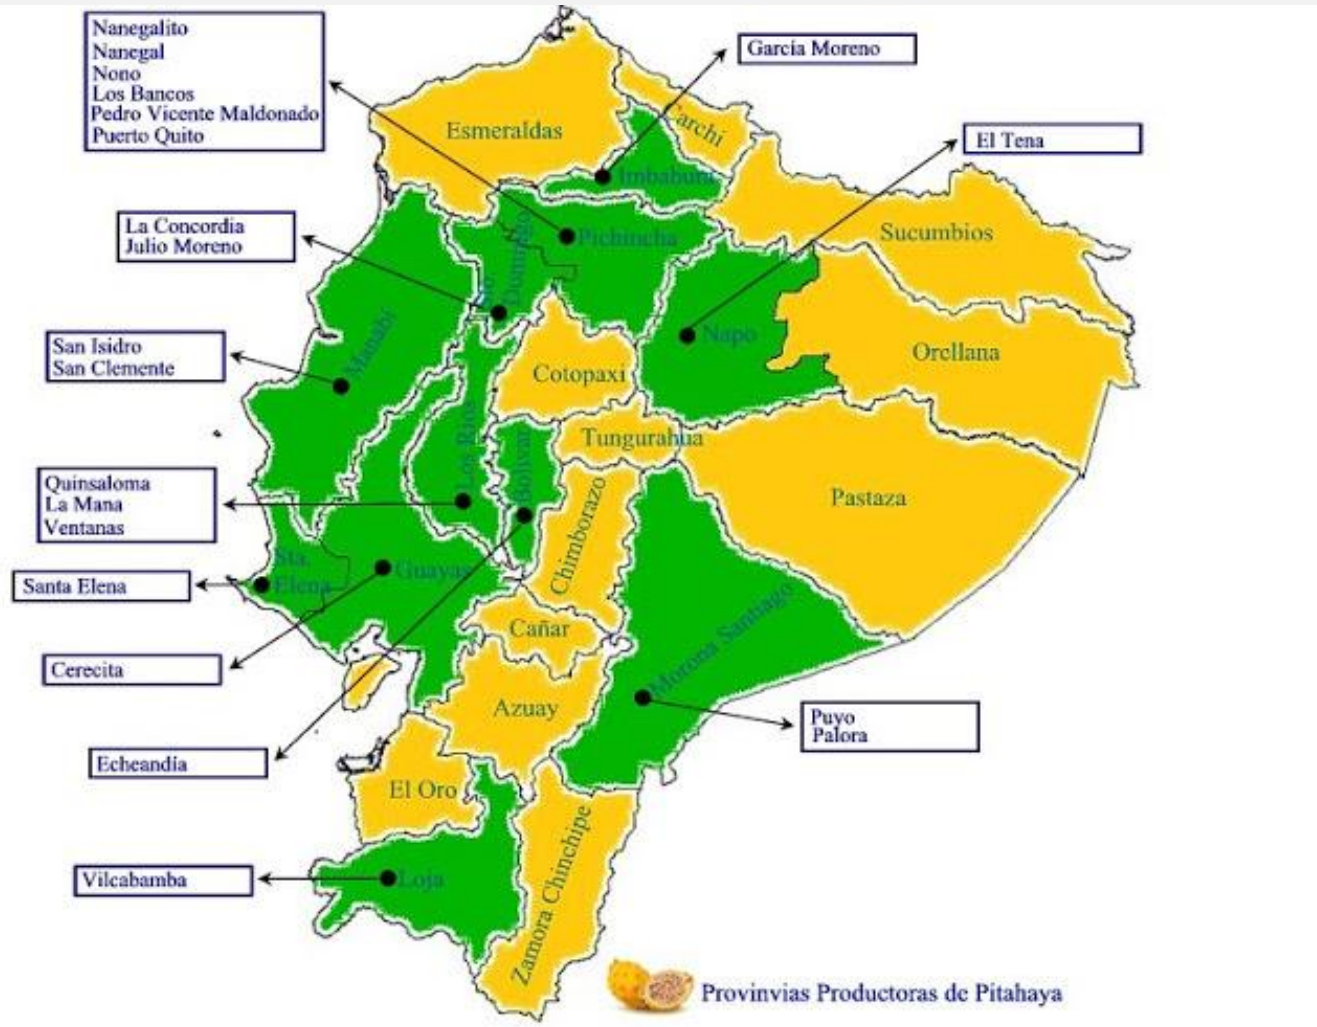 Nanegalito
Nanegal
Nono
Los Bancos
Pedro Vicente Maldonado
Puerto Quito
García Moreno
El Tena
La Concordia
Julio Moreno
San Isidro
San Clemente
Quinsaloma
La Mana
Ventanas
Santa Elena
Cerecita
Echeandía
Vilcabamba
Puyo
Palora
Esmeraldas
Carchi
Imbabura
Sucumbios
Pichincha
Sto.
Domingo
Manabí
Napo
Orellana
Cotopaxi
Los Ríos
Bolívar
Tungurahua
Pastaza
Chimborazo
Sta.
Elena
Guayas
Cañar
Morona Santiago
Azuay
El Oro
Loja
Zamora Chinchipe
Provinvias Productoras de Pitahaya